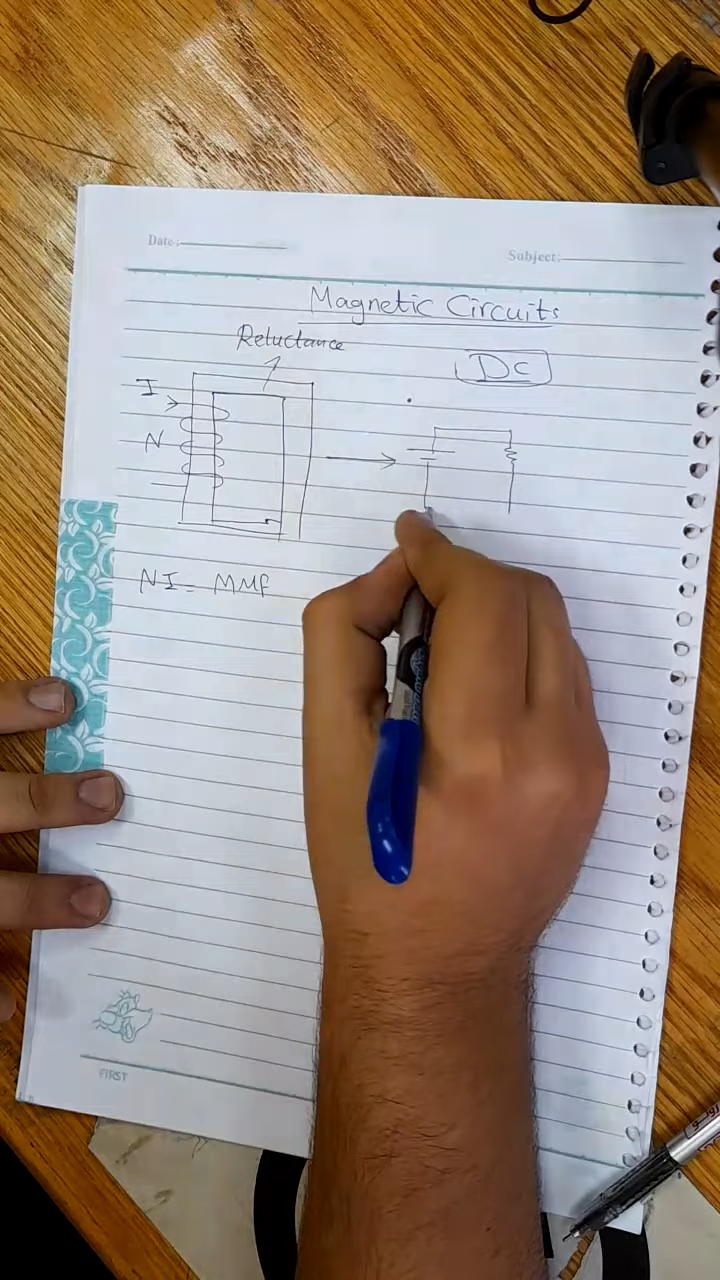 Date:
Subject:
Magnetic Circuits
Reluctance
DC
I
N
NI = MMf
FIRST